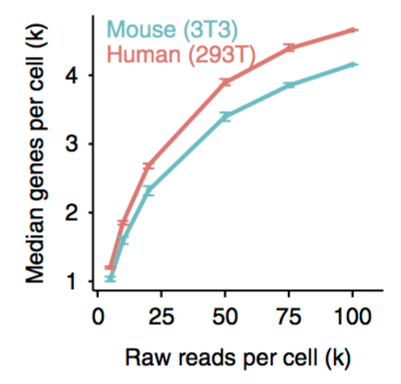 Mouse (3T3)
Human (293T)
Median genes per cell (k)
4
3
2
1
0 25 50 75 100
Raw reads per cell (k)